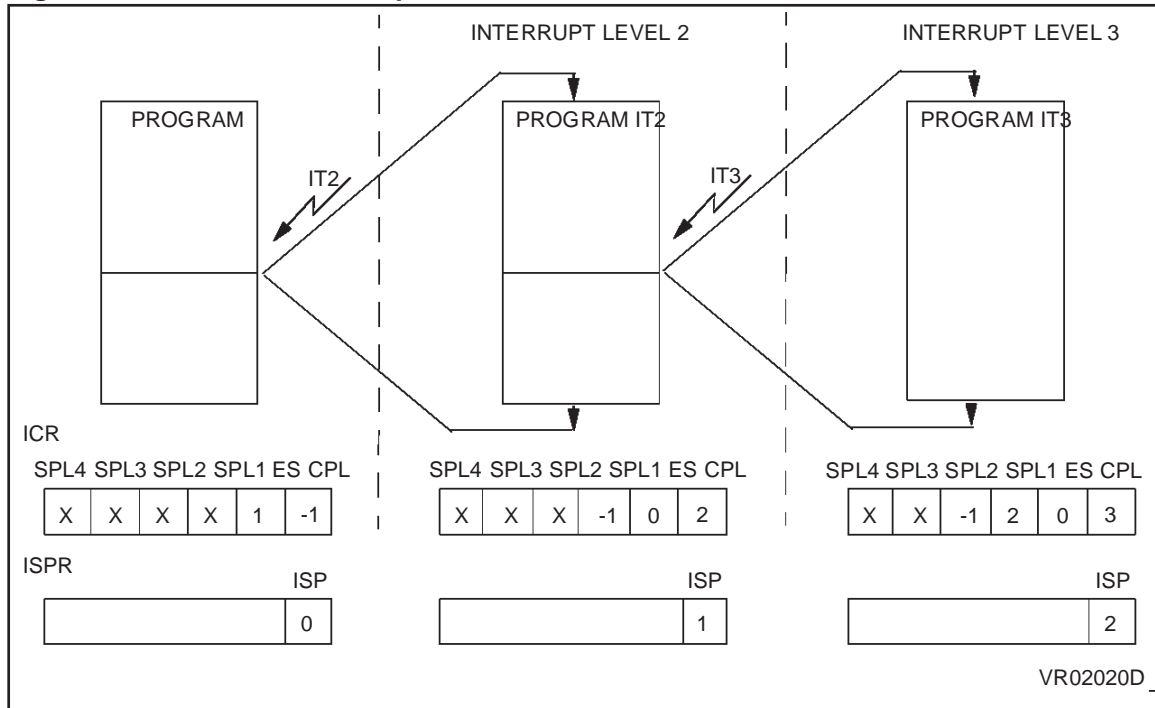 INTERRUPT LEVEL 2
INTERRUPT LEVEL 3
PROGRAM
PROGRAM IT2
PROGRAM IT3
IT2
IT3
ICR
SPL4 SPL3 SPL2 SPL1 ES CPL
X X X X 1 -1
SPL4 SPL3 SPL2 SPL1 ES CPL
X X X -1 0 2
SPL4 SPL3 SPL2 SPL1 ES CPL
X X -1 2 0 3
ISPR
ISP
0
ISP
1
ISP
2
VR02020D_